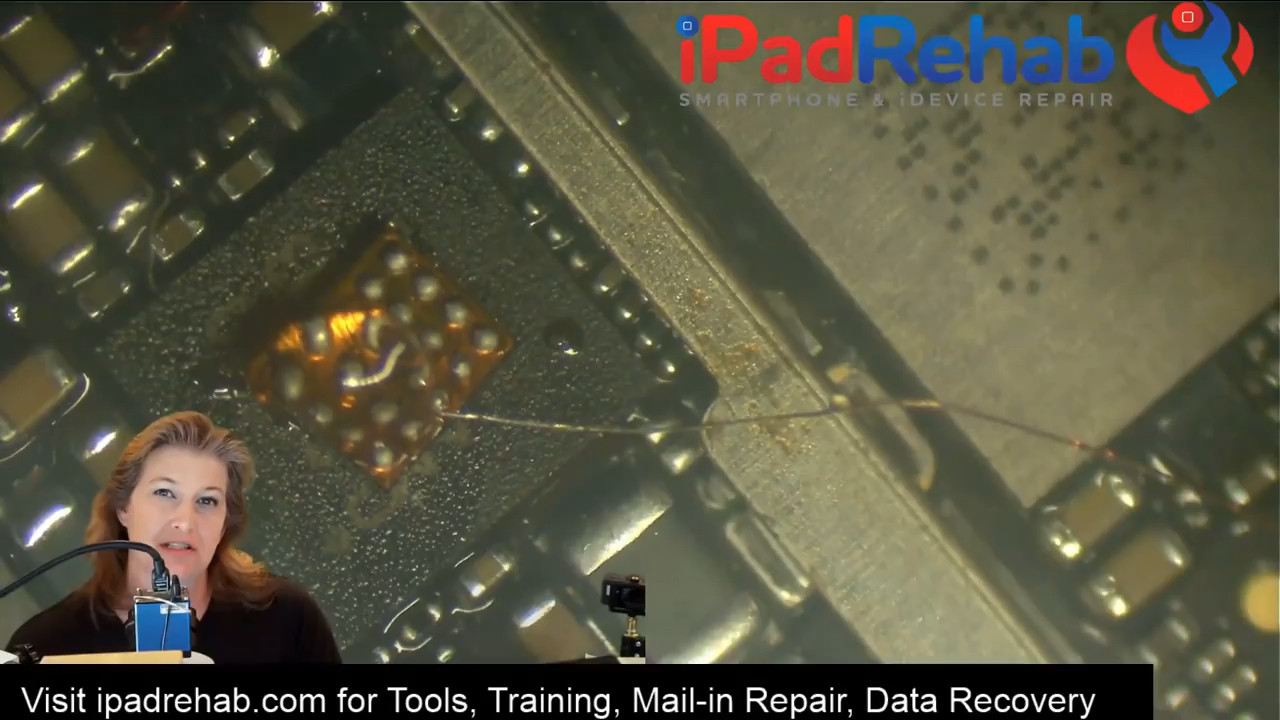 iPadRehab
SMARTPHONE & iDEVICE REPAIR
Visit ipadrehab.com for Tools, Training, Mail-in Repair, Data Recovery